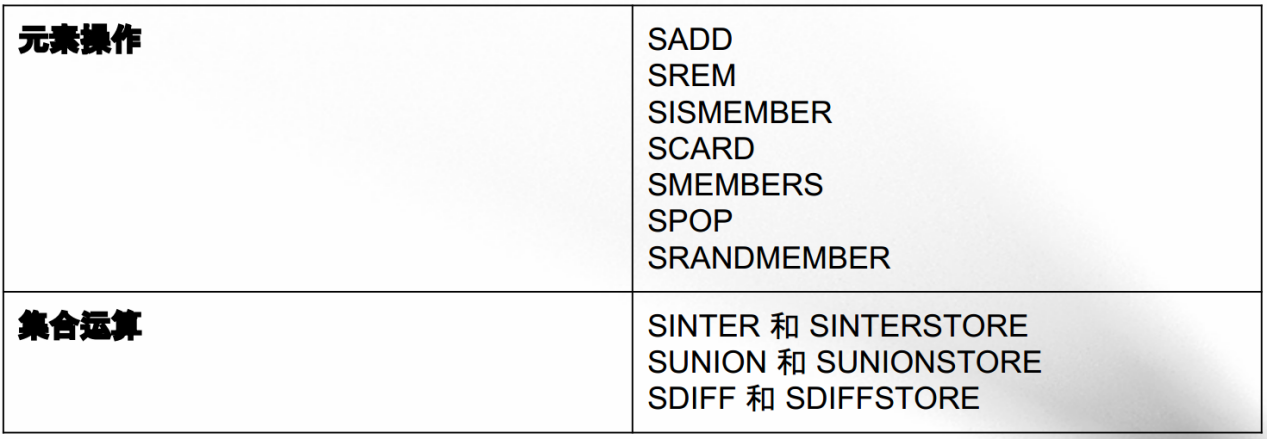 元素操作
SADD
SREM
SISMEMBER
SCARD
SMEMBERS
SPOP
SRANDMEMBER
集合运算
SINTER 和 SINTERSTORE
SUNION 和 SUNIONSTORE
SDIFF 和 SDIFFSTORE